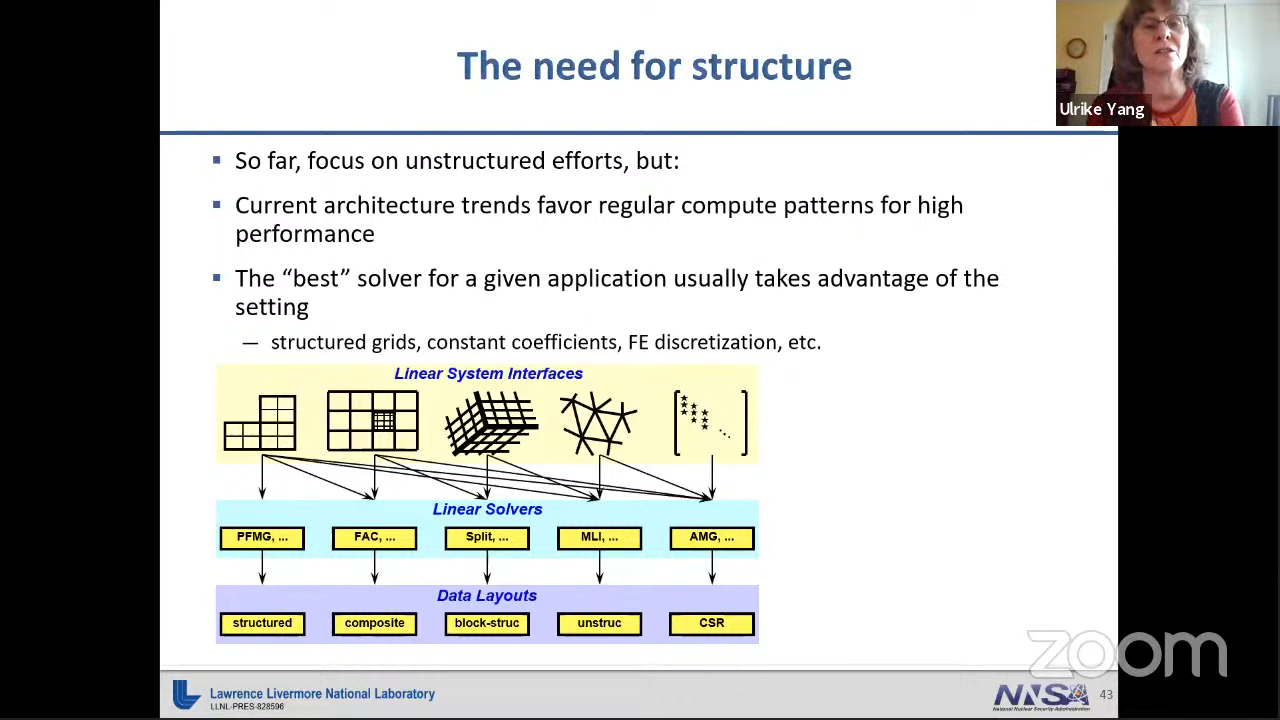 The need for structure
Ulrike Yang
So far, focus on unstructured efforts, but:
Current architecture trends favor regular compute patterns for high
performance
The “best” solver for a given application usually takes advantage of the
setting
— structured grids, constant coefficients, FE discretization, etc.
Linear System Interfaces
Linear Solvers
PFMG, ... FAC, ... Split, ... MLI, ... AMG, ...
Data Layouts
structured composite block-struc unstruc CSR
zoom
Lawrence Livermore National Laboratory
LLNL-PRES-828596
NNSA
National Nuclear Security Administration
43